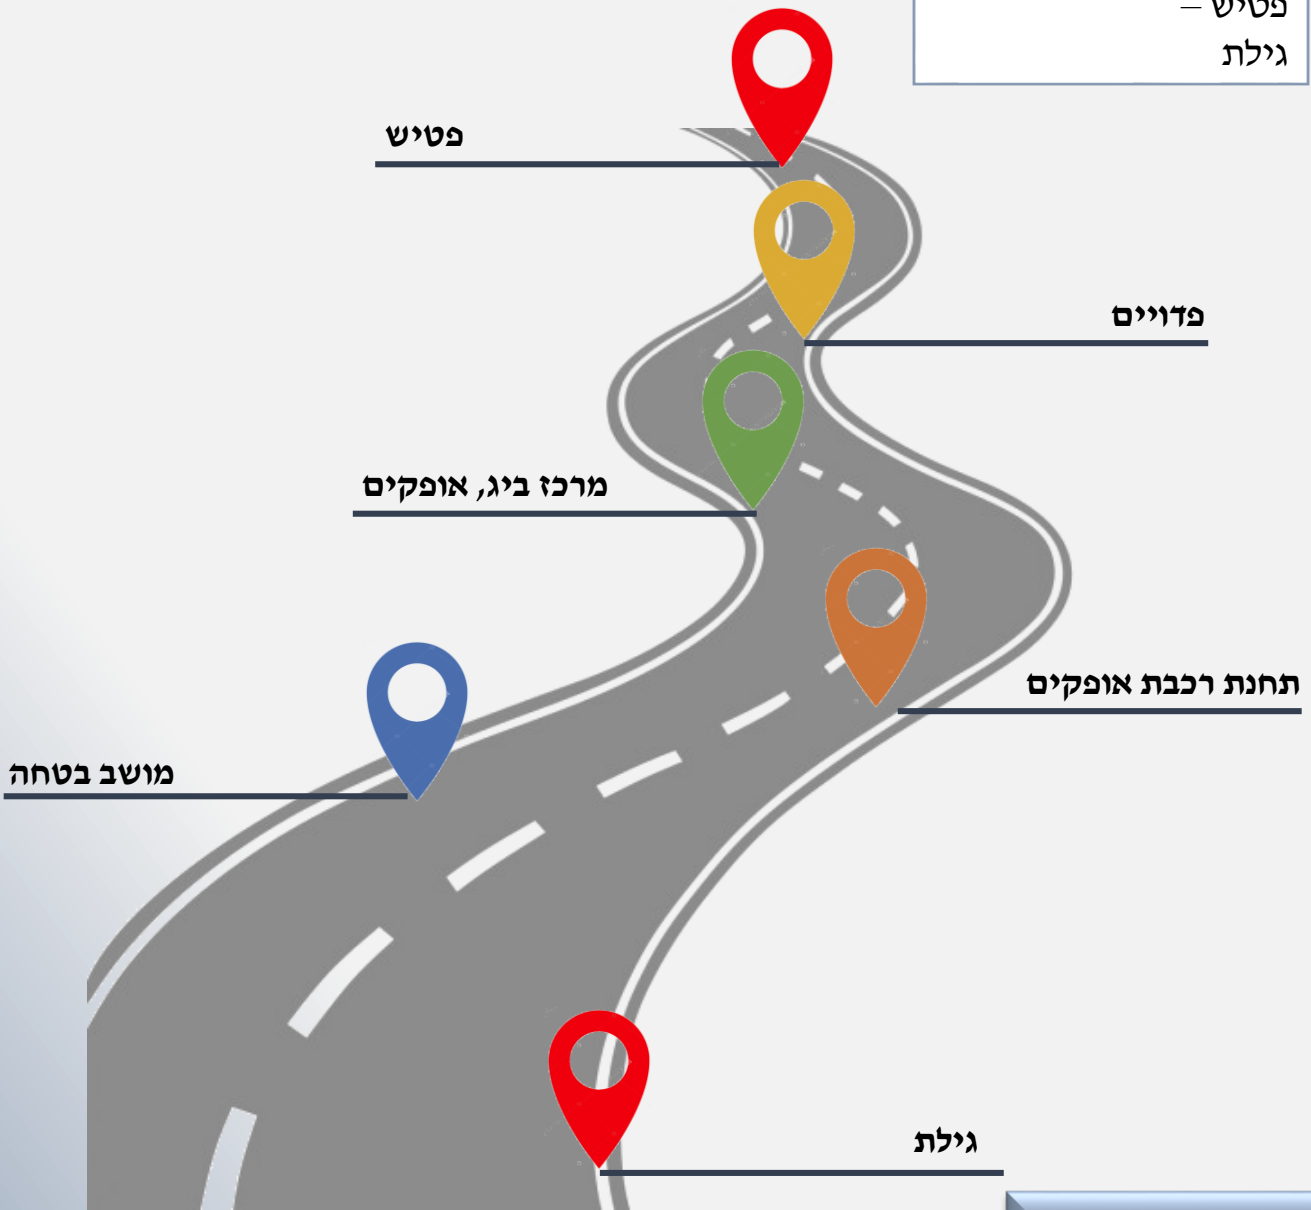 פטיש –
גילת
פטיש
פדויים
מרכז ביג, אופקים
תחנת רכבת אופקים
מושב בטחה
גילת